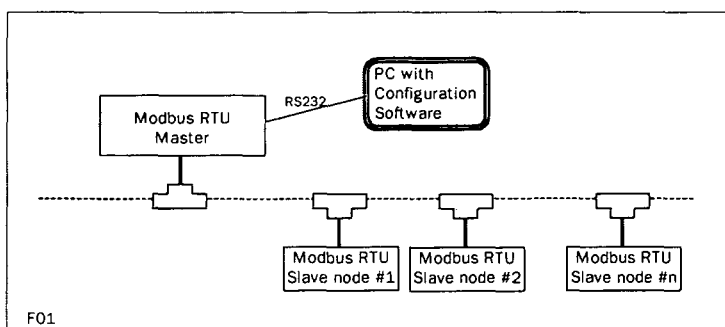 PC with
Configuration
Software
RS232
Modbus RTU
Master
Modbus RTU
Slave node #1
Modbus RTU
Slave node #2
Modbus RTU
Slave node #n
F01